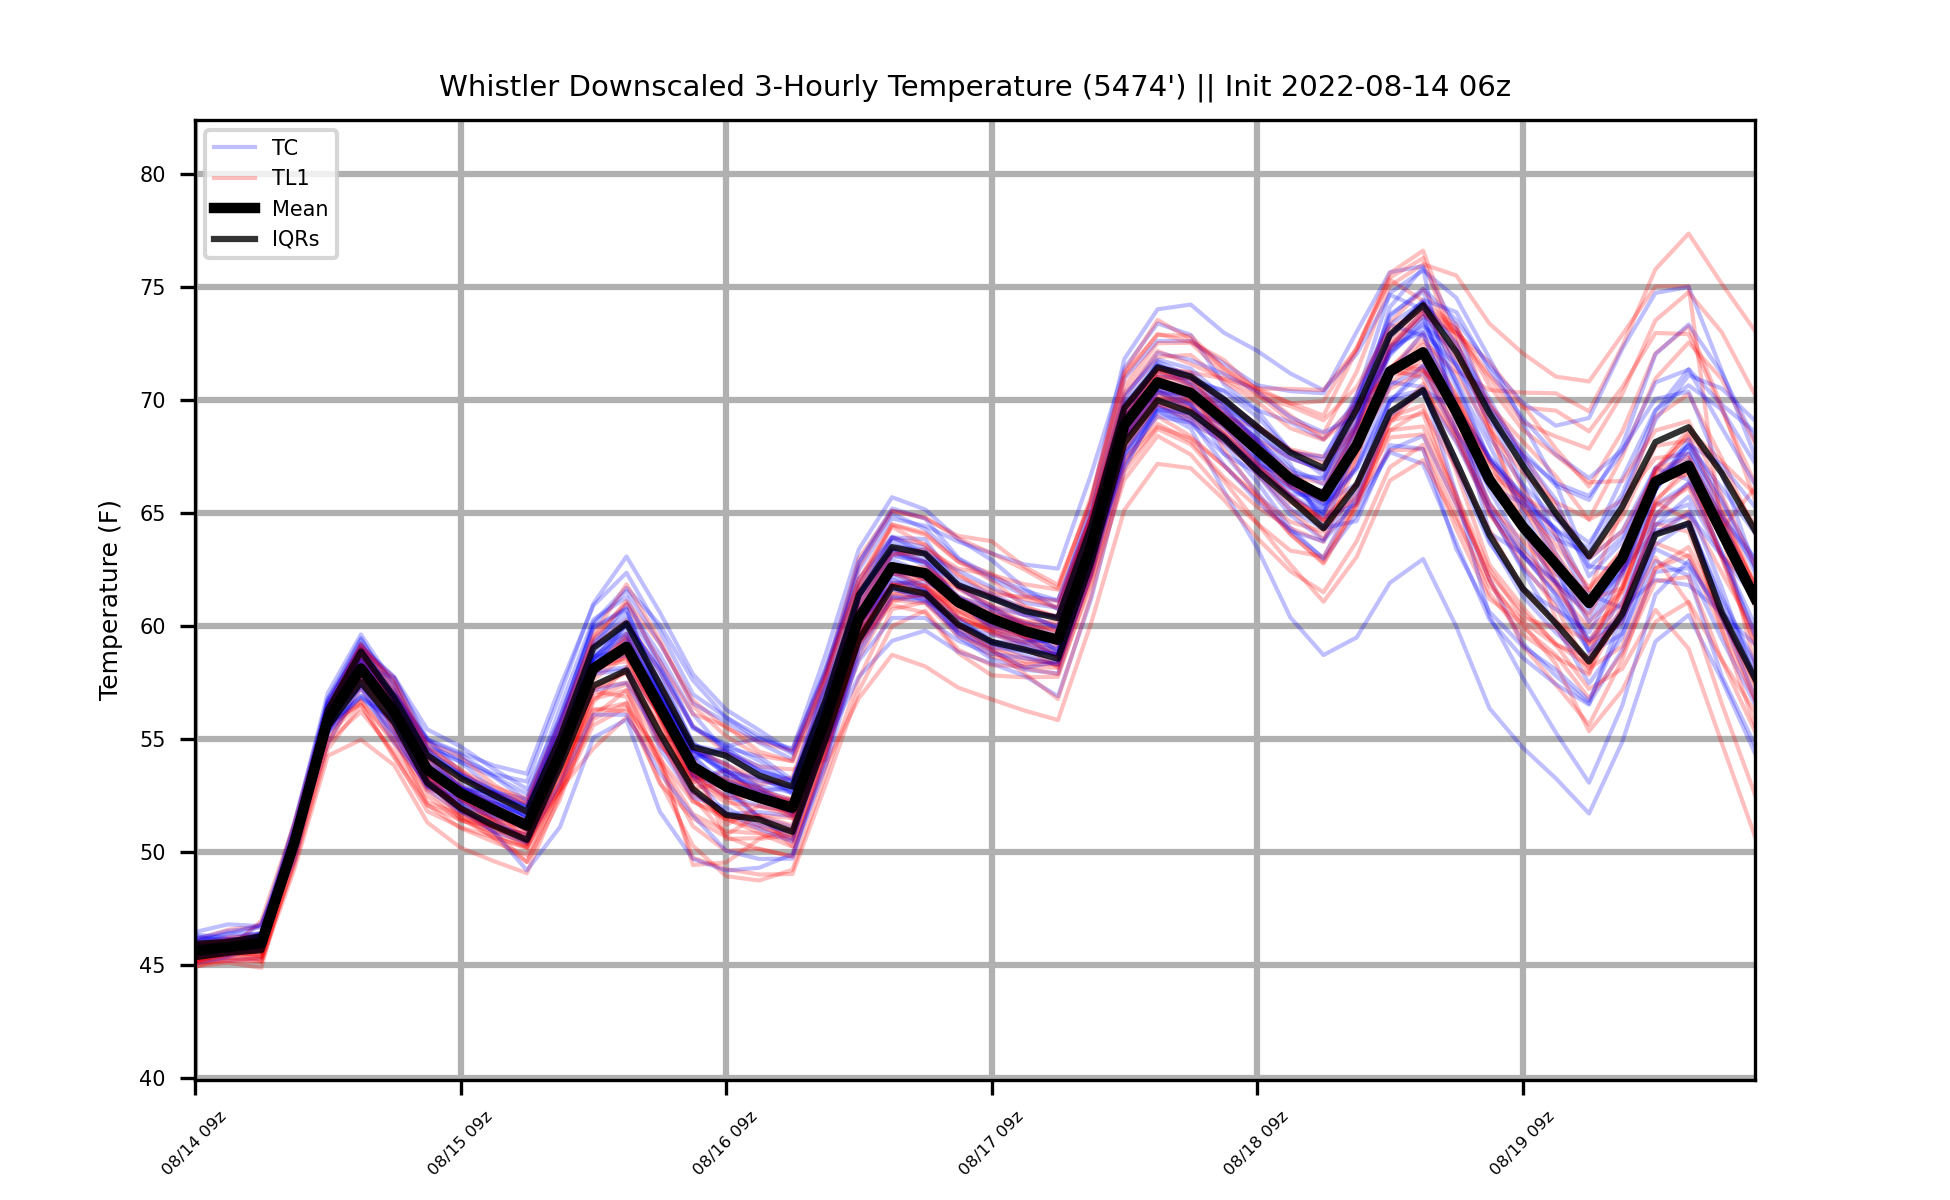 Whistler Downscaled 3-Hourly Temperature (5474') || Init 2022-08-14 06z
TC
TL1
Mean
IQRs
Temperature (F)
80
75
70
65
60
55
50
45
40
08/14 09z
08/15 09z
08/16 09z
08/17 09z
08/18 09z
08/19 09z